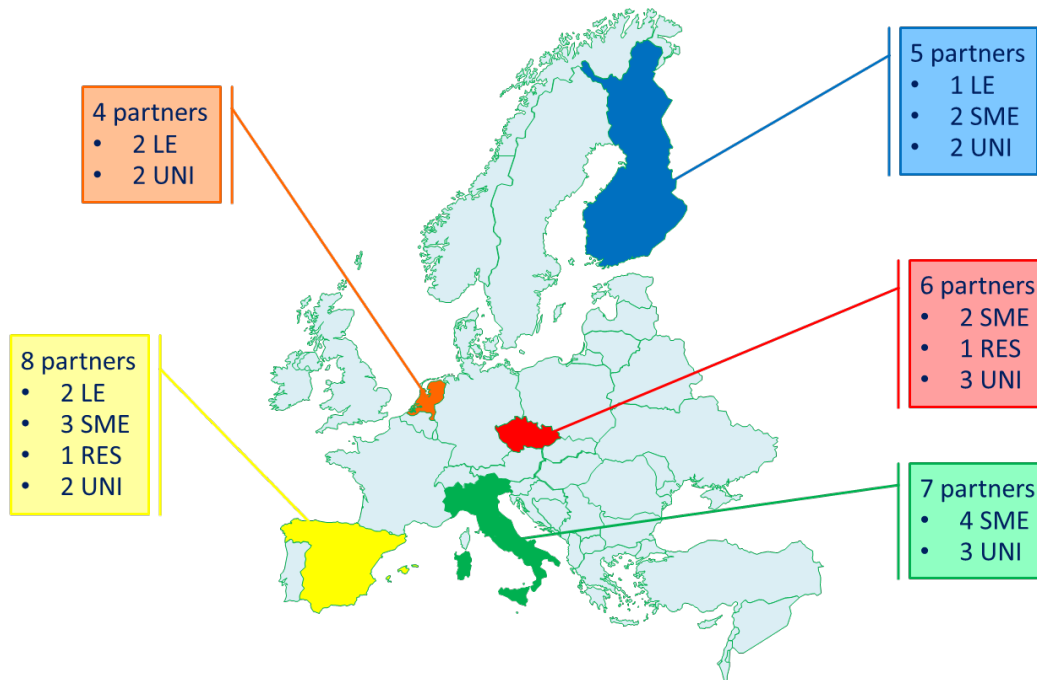 5 partners
• 1 LE
• 2 SME
• 2 UNI
4 partners
• 2 LE
• 2 UNI
6 partners
• 2 SME
• 1 RES
• 3 UNI
8 partners
• 2 LE
• 3 SME
• 1 RES
• 2 UNI
7 partners
• 4 SME
• 3 UNI